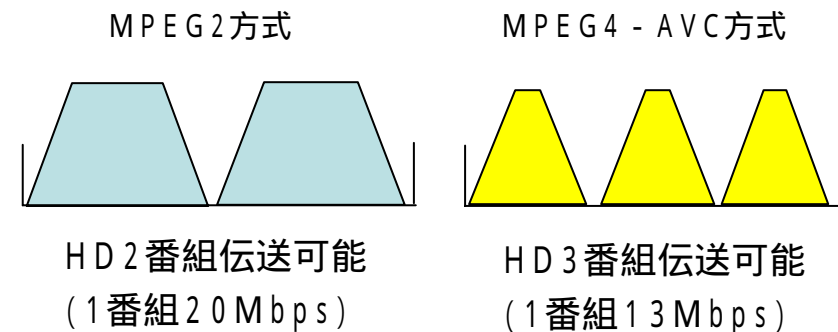 MPEG2方式
HD2番組伝送可能
(1番組20Mbps)
MPEG4-AVC方式
HD3番組伝送可能
(1番組13Mbps)